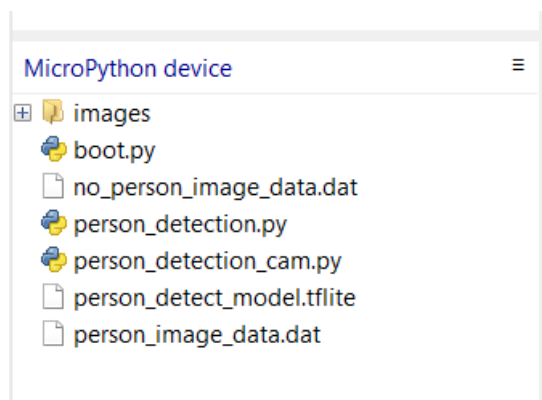 MicroPython device
images
boot.py
no_person_image_data.dat
person_detection.py
person_detection_cam.py
person_detect_model.tflite
person_image_data.dat